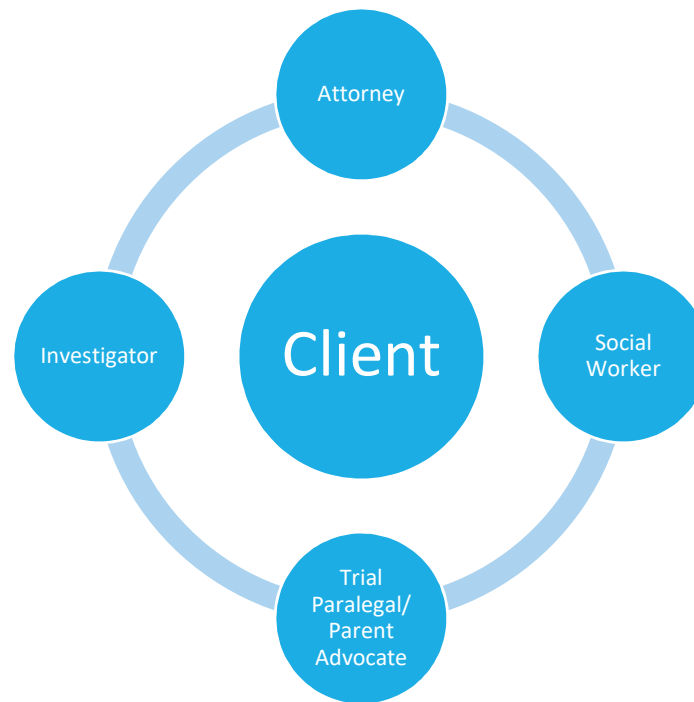 Attorney
Investigator
Client
Social
Worker
Trial
Paralegal/
Parent
Advocate